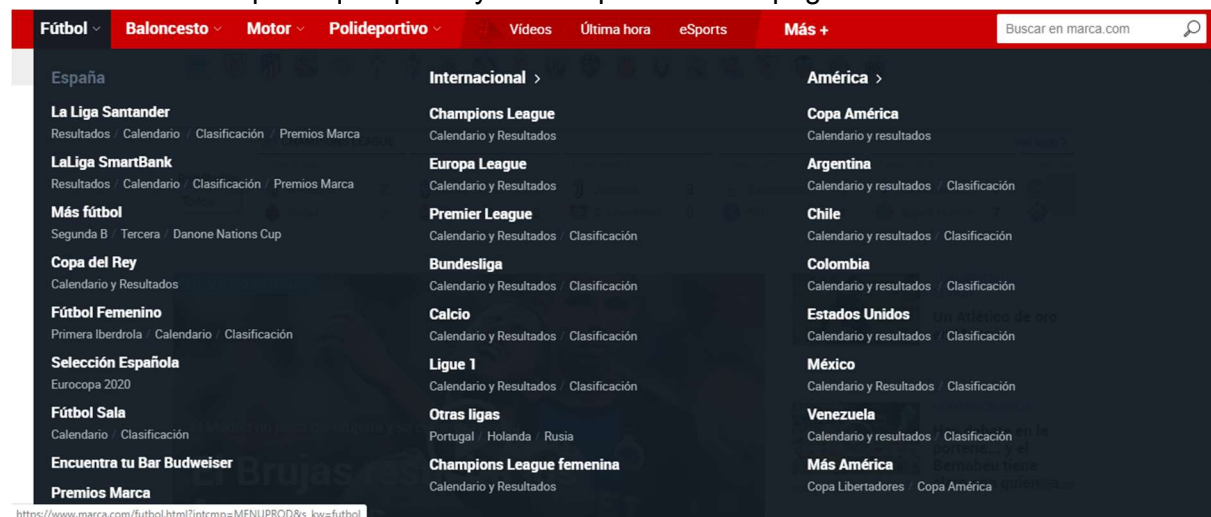 Fútbol Baloncesto Motor Polideportivo Vídeos Última hora eSports Más + Buscar en marca.com
España
La Liga Santander
Resultados / Calendario / Clasificación / Premios Marca
LaLiga SmartBank
Resultados / Calendario / Clasificación / Premios Marca
Más fútbol
Segunda B / Tercera / Danone Nations Cup
Copa del Rey
Calendario y Resultados
Fútbol Femenino
Primera Iberdrola / Calendario / Clasificación
Selección Española
Eurocopa 2020
Fútbol Sala
Calendario / Clasificación
Encuentra tu Bar Budweiser
Premios Marca
Internacional >
Champions League
Calendario y Resultados
Europa League
Calendario y Resultados
Premier League
Calendario y Resultados / Clasificación
Bundesliga
Calendario y Resultados / Clasificación
Calcio
Calendario y Resultados / Clasificación
Ligue 1
Calendario y Resultados / Clasificación
Otras ligas
Portugal / Holanda / Rusia
Champions League femenina
Calendario y Resultados
América >
Copa América
Calendario y resultados
Argentina
Calendario y resultados / Clasificación
Chile
Calendario y resultados / Clasificación
Colombia
Calendario y resultados / Clasificación
Estados Unidos
Calendario y resultados / Clasificación
México
Calendario y Resultados / Clasificación
Venezuela
Calendario y resultados / Clasificación
Más América
Copa Libertadores / Copa América
Un Atlético de oro
El Brujas
https://www.marca.com/futbol.html?intcmp=MENUPROD&s_kw=futbol